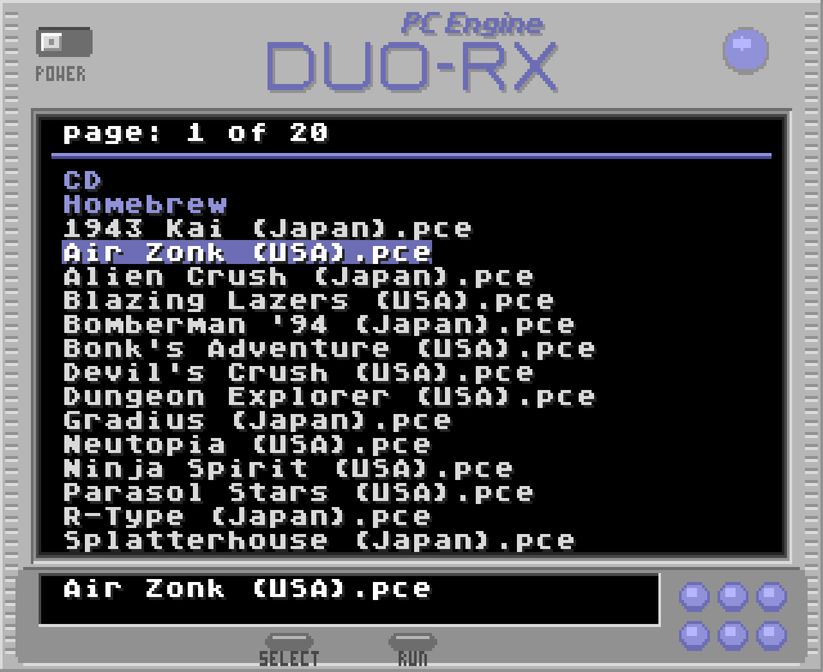 PC Engine
DUO-RX
POWER
page: 1 of 20
CD
Homebrew
1943 Kai (Japan).pce
Air Zonk (USA).pce
Alien Crush (Japan).pce
Blazing Lazers (USA).pce
Bomberman '94 (Japan).pce
Bonk's Adventure (USA).pce
Devil's Crush (USA).pce
Dungeon Explorer (USA).pce
Gradius (Japan).pce
Neutopia (USA).pce
Ninja Spirit (USA).pce
Parasol Stars (USA).pce
R-Type (Japan).pce
Splatterhouse (Japan).pce
Air Zonk (USA).pce
SELECT RUN